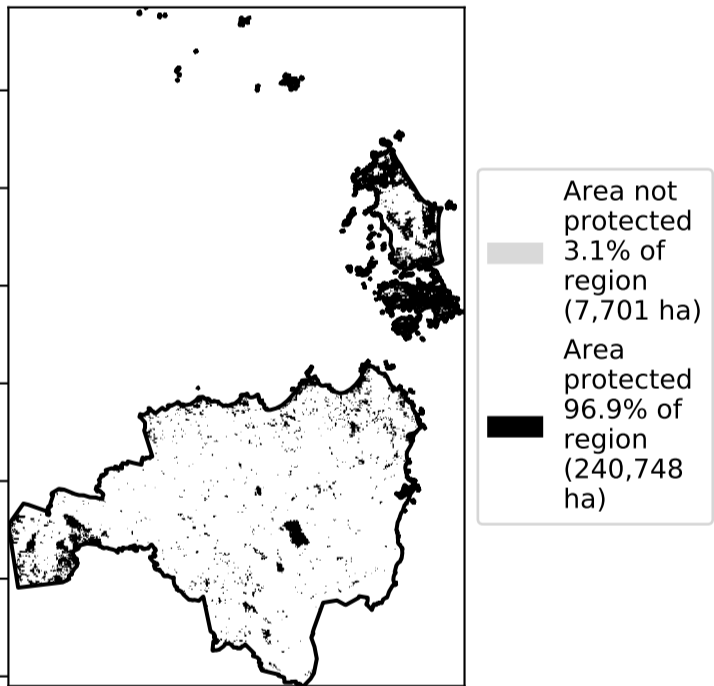 Area not
protected
3.1% of
region
(7,701 ha)
Area
protected
96.9% of
region
(240,748
ha)